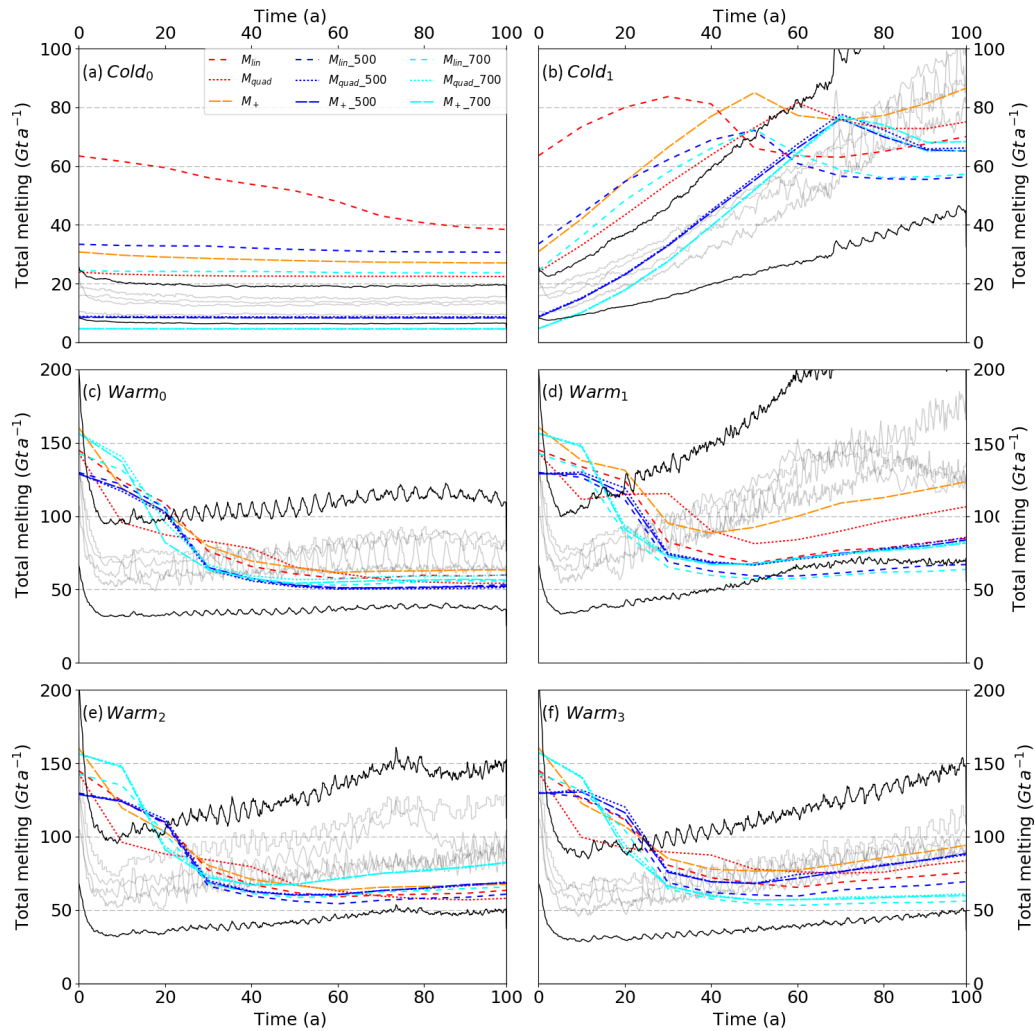 Time (a) Time (a)
0 20 40 60 80 100 0 20 40 60 80 100
Total melting (Gt a⁻¹)
100
80
60
40
20
0
(a) Cold₀
M_lin M_lin_500 M_lin_700
M_quad M_quad_500 M_quad_700
M₊ M₊_500 M₊_700
(b) Cold₁
100
80
60
40
20
0
Total melting (Gt a⁻¹)
Total melting (Gt a⁻¹)
200
150
100
50
0
(c) Warm₀
(d) Warm₁
200
150
100
50
0
Total melting (Gt a⁻¹)
Total melting (Gt a⁻¹)
200
150
100
50
0
(e) Warm₂
(f) Warm₃
200
150
100
50
0
Total melting (Gt a⁻¹)
0 20 40 60 80 100 0 20 40 60 80 100
Time (a) Time (a)